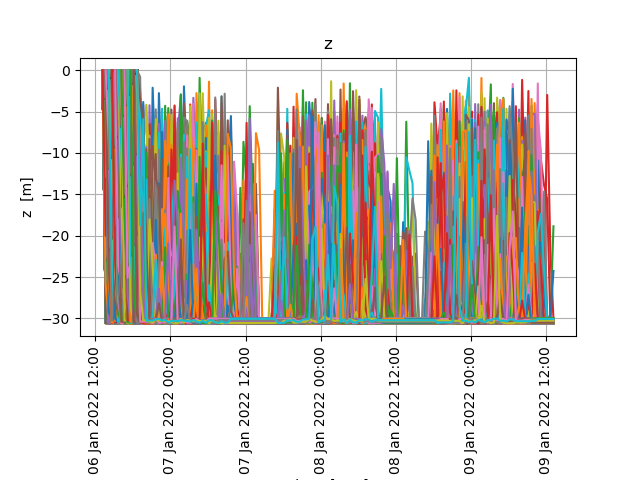 z
0
−5
−10
−15
−20
−25
−30
z [m]
06 Jan 2022 12:00
07 Jan 2022 00:00
07 Jan 2022 12:00
08 Jan 2022 00:00
08 Jan 2022 12:00
09 Jan 2022 00:00
09 Jan 2022 12:00